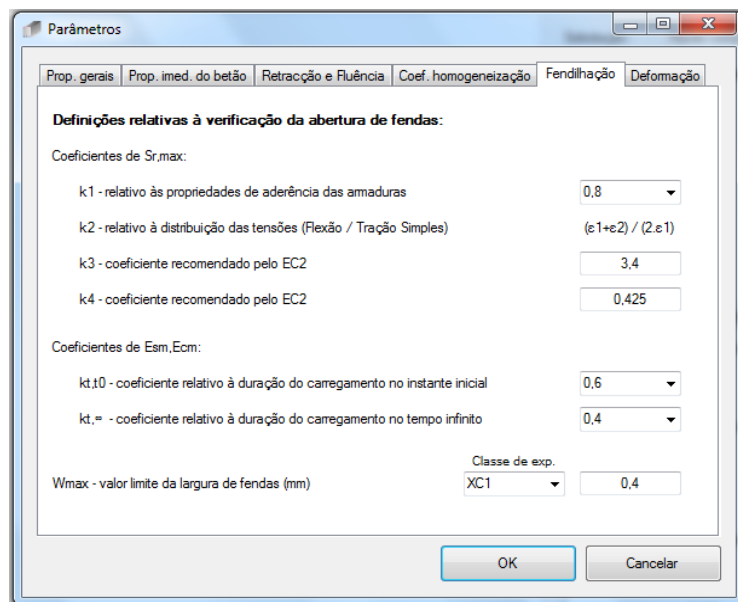 Parâmetros
Prop. gerais Prop. imed. do betão Retracção e Fluência Coef. homogeneização Fendilhação Deformação
Definições relativas à verificação da abertura de fendas:
Coeficientes de Sr,max:
k1 - relativo às propriedades de aderência das armaduras 0,8
k2 - relativo à distribuição das tensões (Flexão / Tração Simples) (ε1+ε2) / (2.ε1)
k3 - coeficiente recomendado pelo EC2 3,4
k4 - coeficiente recomendado pelo EC2 0,425
Coeficientes de Esm,Ecm:
kt,t0 - coeficiente relativo à duração do carregamento no instante inicial 0,6
kt,= - coeficiente relativo à duração do carregamento no tempo infinito 0,4
Classe de exp.
Wmax - valor limite da largura de fendas (mm) XC1 0,4
OK Cancelar